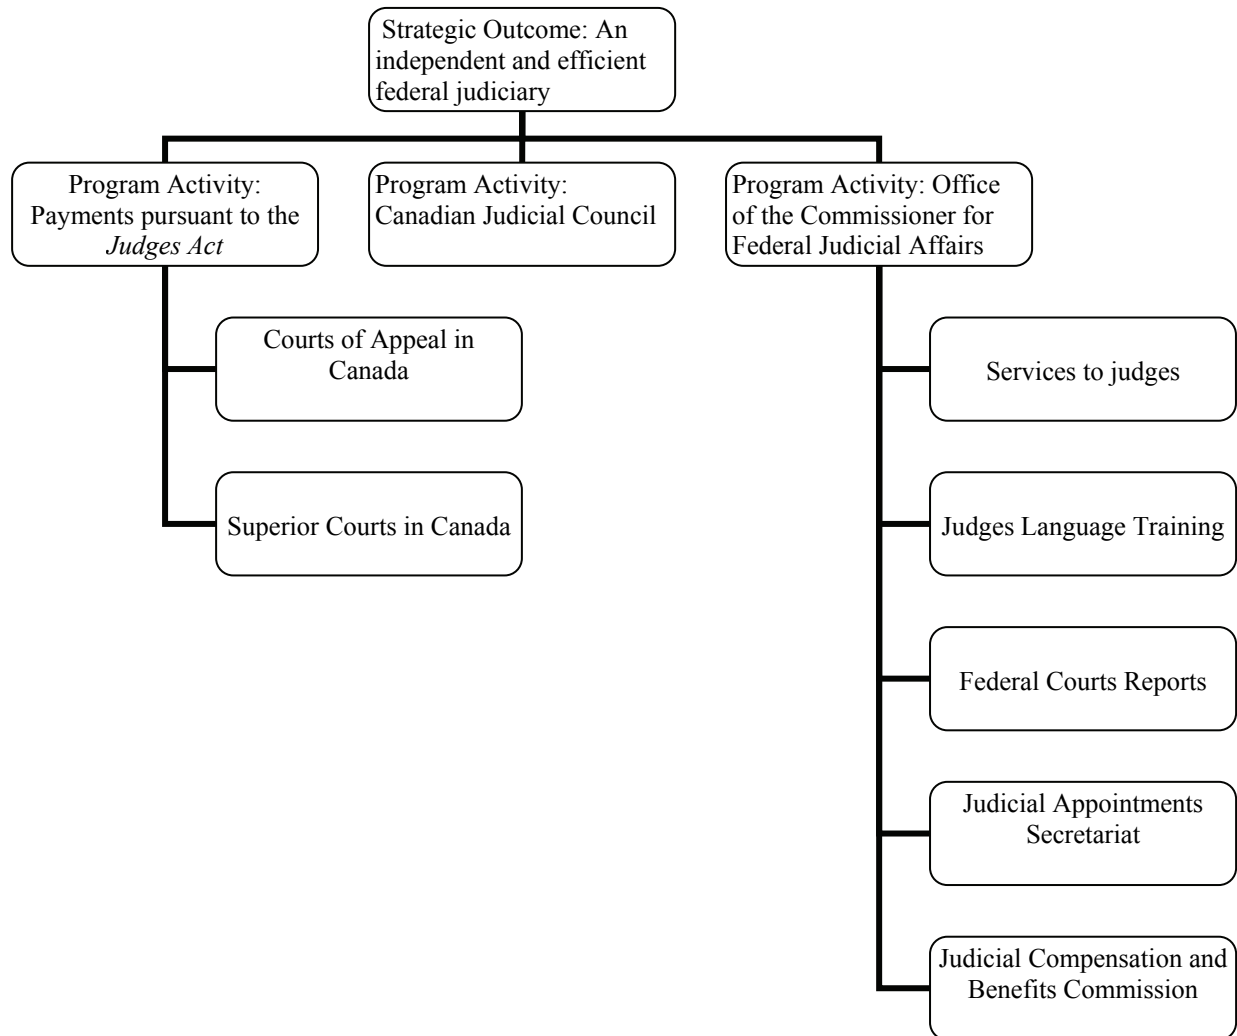 Strategic Outcome: An
independent and efficient
federal judiciary
Program Activity:
Payments pursuant to the
Judges Act
Program Activity:
Canadian Judicial Council
Program Activity: Office
of the Commissioner for
Federal Judicial Affairs
Courts of Appeal in
Canada
Superior Courts in Canada
Services to judges
Judges Language Training
Federal Courts Reports
Judicial Appointments
Secretariat
Judicial Compensation and
Benefits Commission